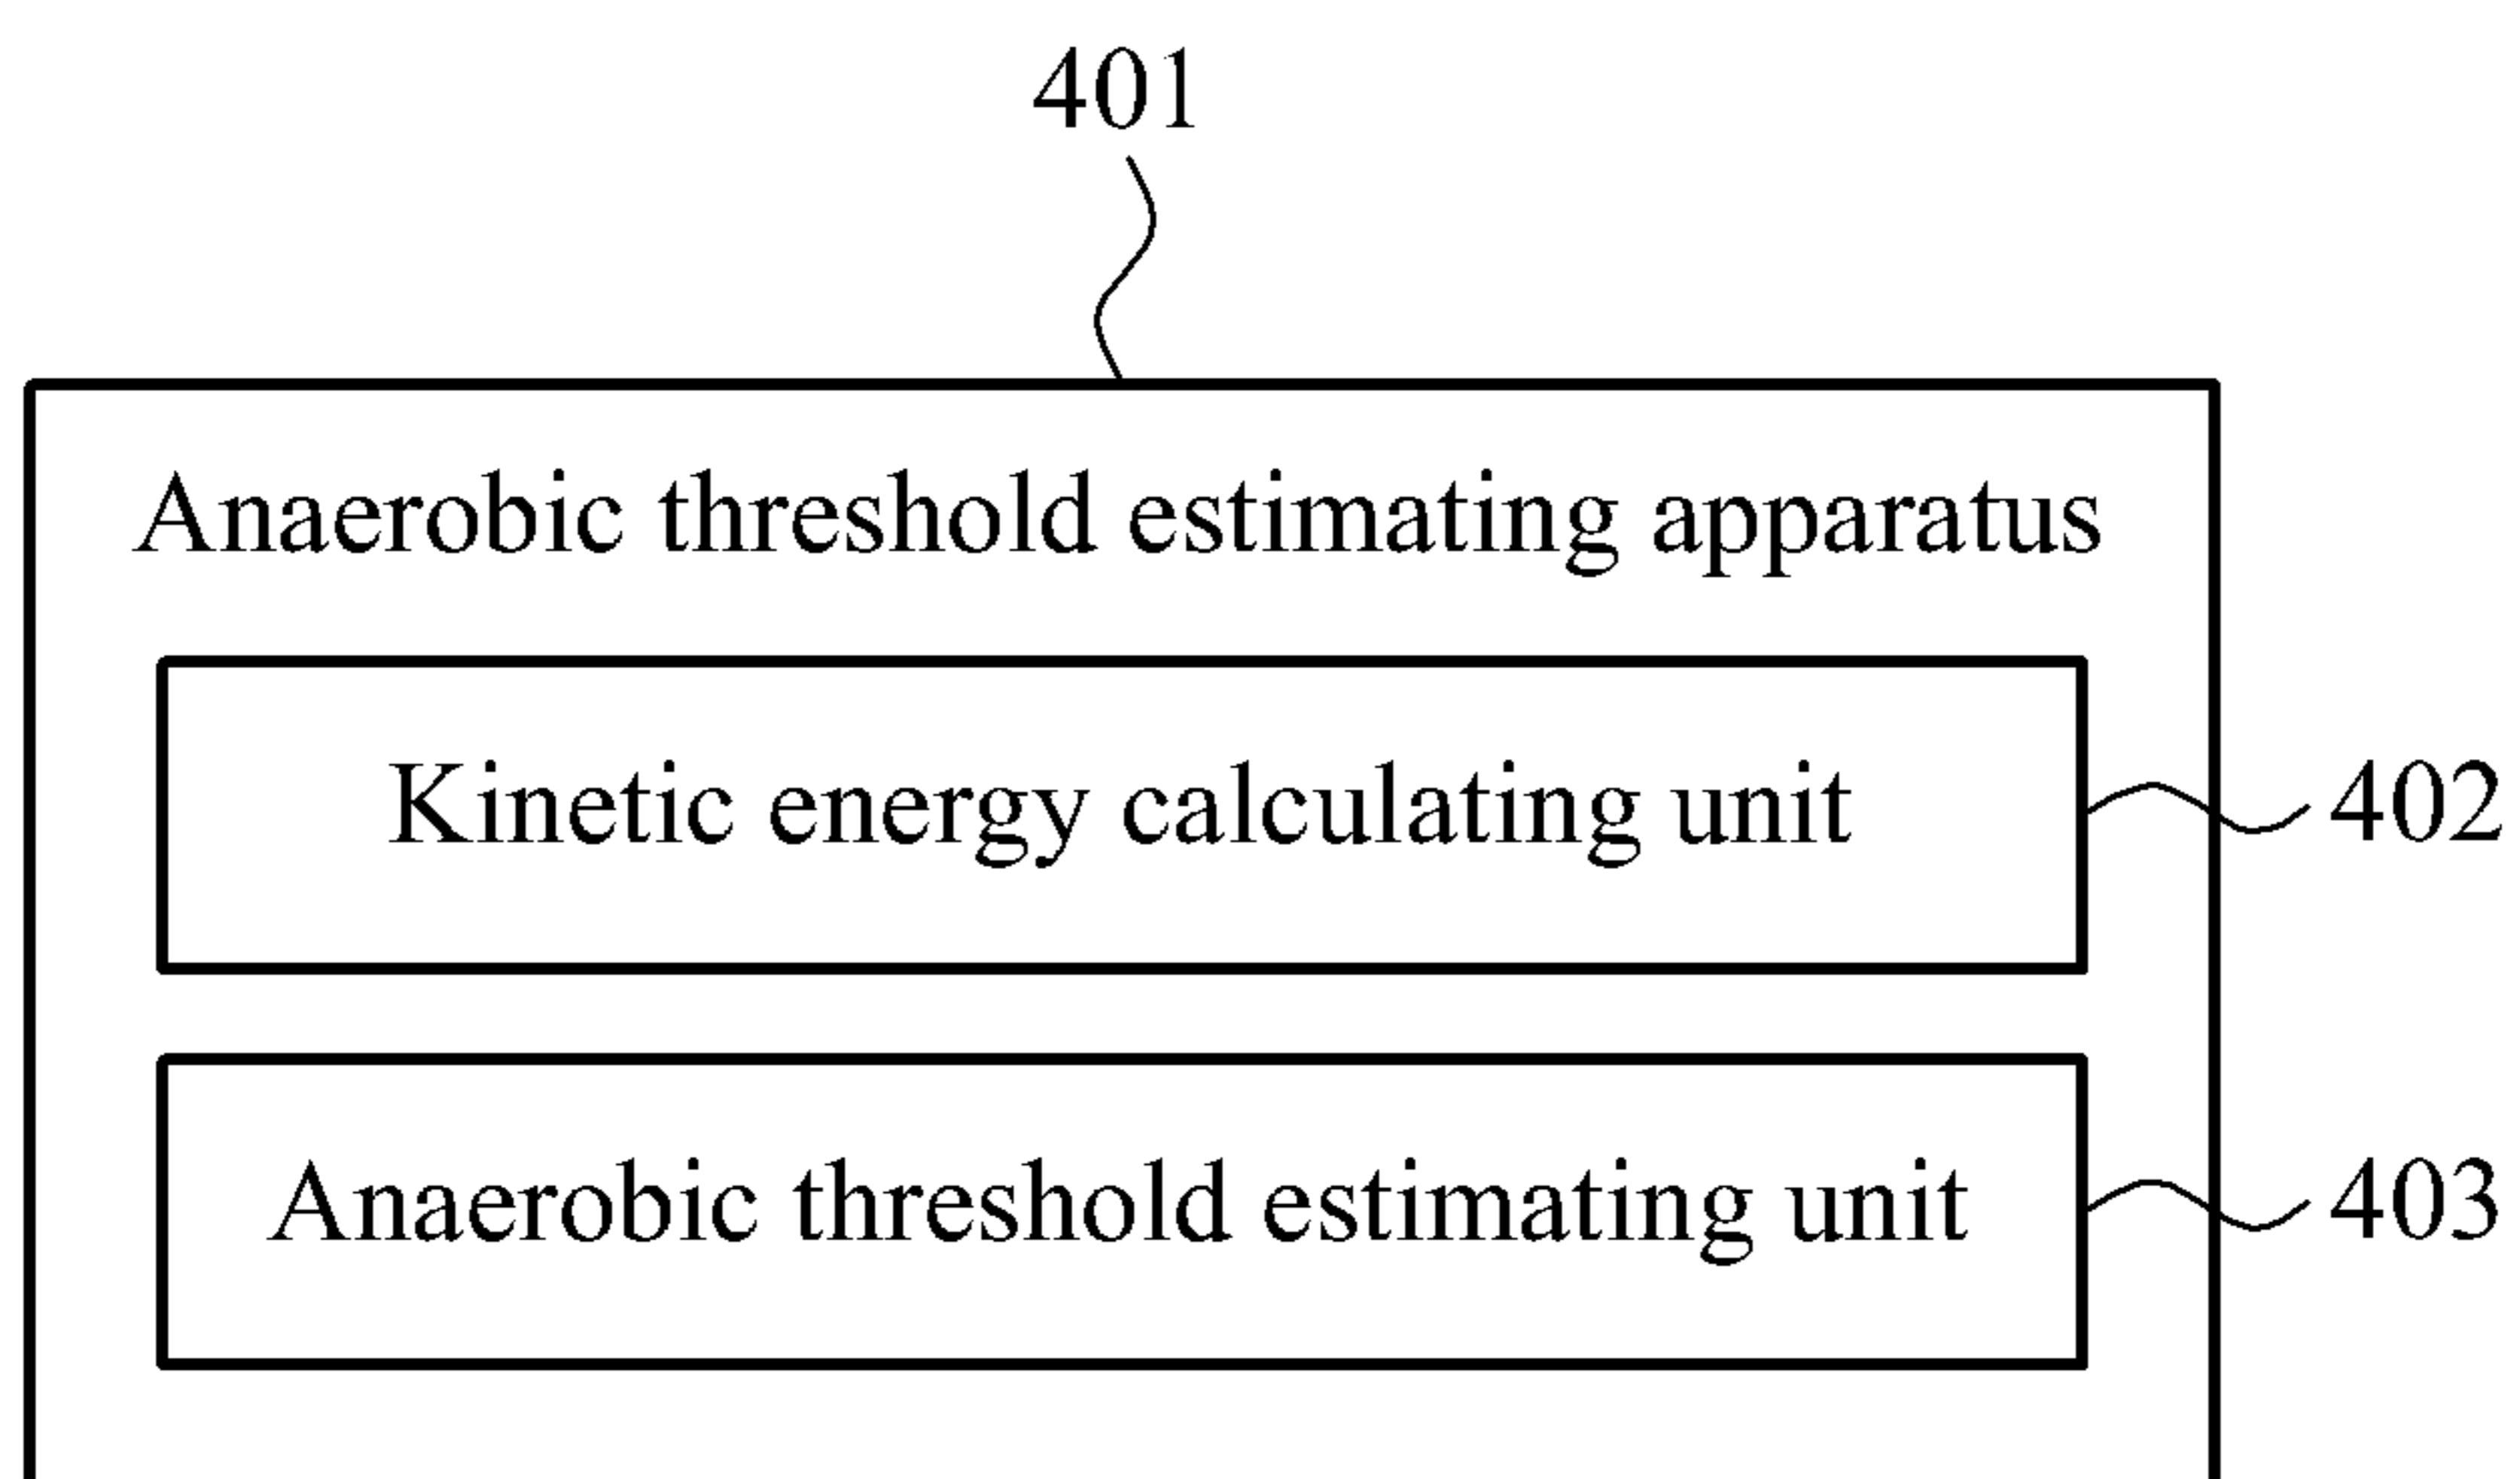 401
Anaerobic threshold estimating apparatus
Kinetic energy calculating unit
402
Anaerobic threshold estimating unit
403